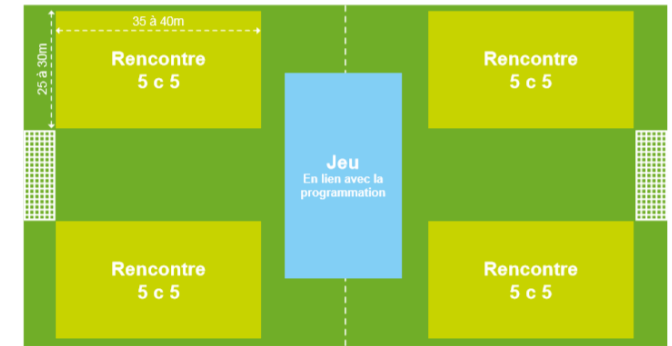 35 à 40m
25 à 30m
Rencontre
5 c 5
Rencontre
5 c 5
Jeu
En lien avec la
programmation
Rencontre
5 c 5
Rencontre
5 c 5